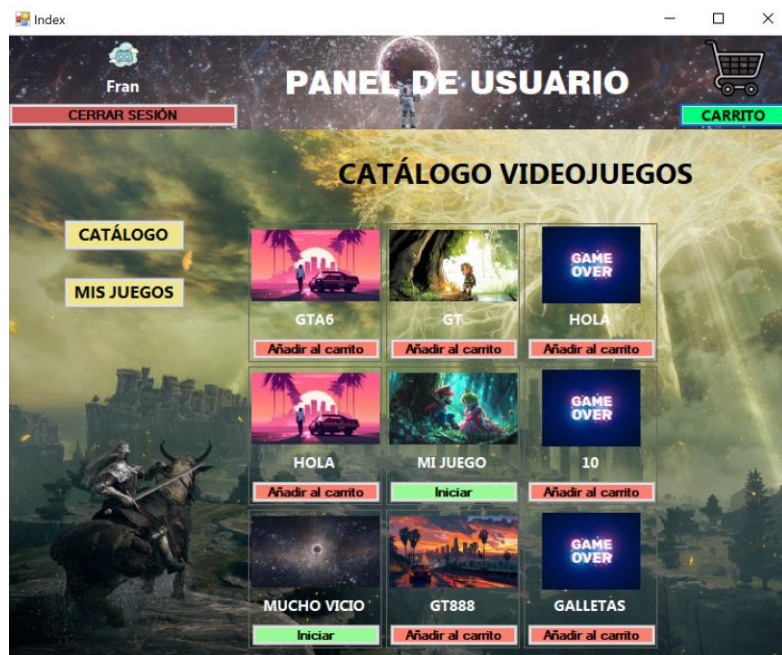 Index
Fran
PANEL DE USUARIO
CERRAR SESIÓN
CARRITO
CATÁLOGO VIDEOJUEGOS
CATÁLOGO
MIS JUEGOS
GAME
OVER
GTA6
GT
HOLA
Añadir al carrito
Añadir al carrito
Añadir al carrito
GAME
OVER
HOLA
MI JUEGO
10
Añadir al carrito
Iniciar
Añadir al carrito
GAME
OVER
MUCHO VICIO
GT888
GALLETAS
Iniciar
Añadir al carrito
Añadir al carrito